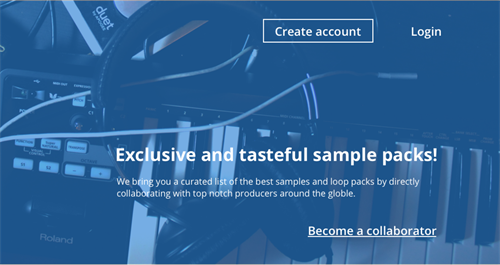 duet
Create account
Login
Exclusive and tasteful sample packs!
We bring you a curated list of the best samples and loop packs by directly
collaborating with top notch producers around the globle.
Become a collaborator
Roland